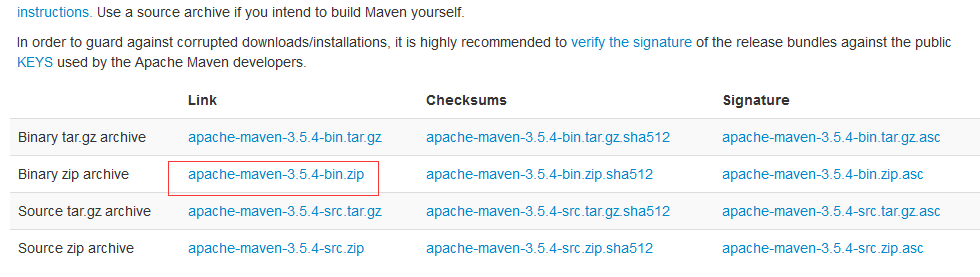 instructions. Use a source archive if you intend to build Maven yourself.
In order to guard against corrupted downloads/installations, it is highly recommended to verify the signature of the release bundles against the public
KEYS used by the Apache Maven developers.
Link Checksums Signature
Binary tar.gz archive apache-maven-3.5.4-bin.tar.gz apache-maven-3.5.4-bin.tar.gz.sha512 apache-maven-3.5.4-bin.tar.gz.asc
Binary zip archive apache-maven-3.5.4-bin.zip apache-maven-3.5.4-bin.zip.sha512 apache-maven-3.5.4-bin.zip.asc
Source tar.gz archive apache-maven-3.5.4-src.tar.gz apache-maven-3.5.4-src.tar.gz.sha512 apache-maven-3.5.4-src.tar.gz.asc
Source zip archive apache-maven-3.5.4-src.zip apache-maven-3.5.4-src.zip.sha512 apache-maven-3.5.4-src.zip.asc